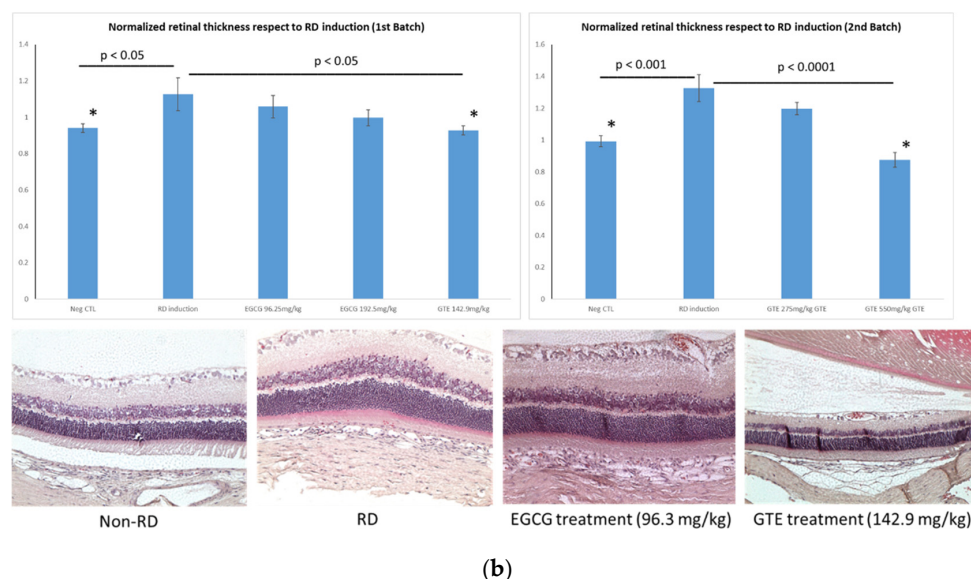 Normalized retinal thickness respect to RD induction (1st Batch)
1.4
1.2
1
0.8
0.6
0.4
0.2
0
p < 0.05
p < 0.05
*
*
Neg CTL
RD induction
EGCG 96.25mg/kg
EGCG 192.5mg/kg
GTE 142.9mg/kg
Normalized retinal thickness respect to RD induction (2nd Batch)
1.6
1.4
1.2
1
0.8
0.6
0.4
0.2
0
p < 0.001
p < 0.0001
*
*
Neg CTL
RD induction
GTE 275mg/kg GTE
GTE 550mg/kg GTE
Non-RD
RD
EGCG treatment (96.3 mg/kg)
GTE treatment (142.9 mg/kg)
(b)